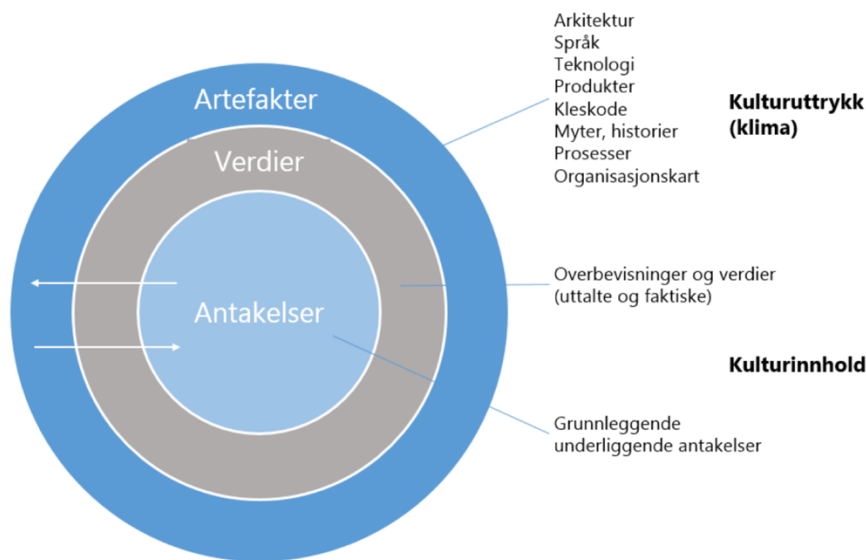 Artefakter
Verdier
Antakelser
Arkitektur
Språk
Teknologi
Produkter
Kleskode
Myter, historier
Prosesser
Organisasjonskart
Kulturuttrykk
(klima)
Overbevisninger og verdier
(uttalte og faktiske)
Kulturinnhold
Grunnleggende
underliggende antakelser